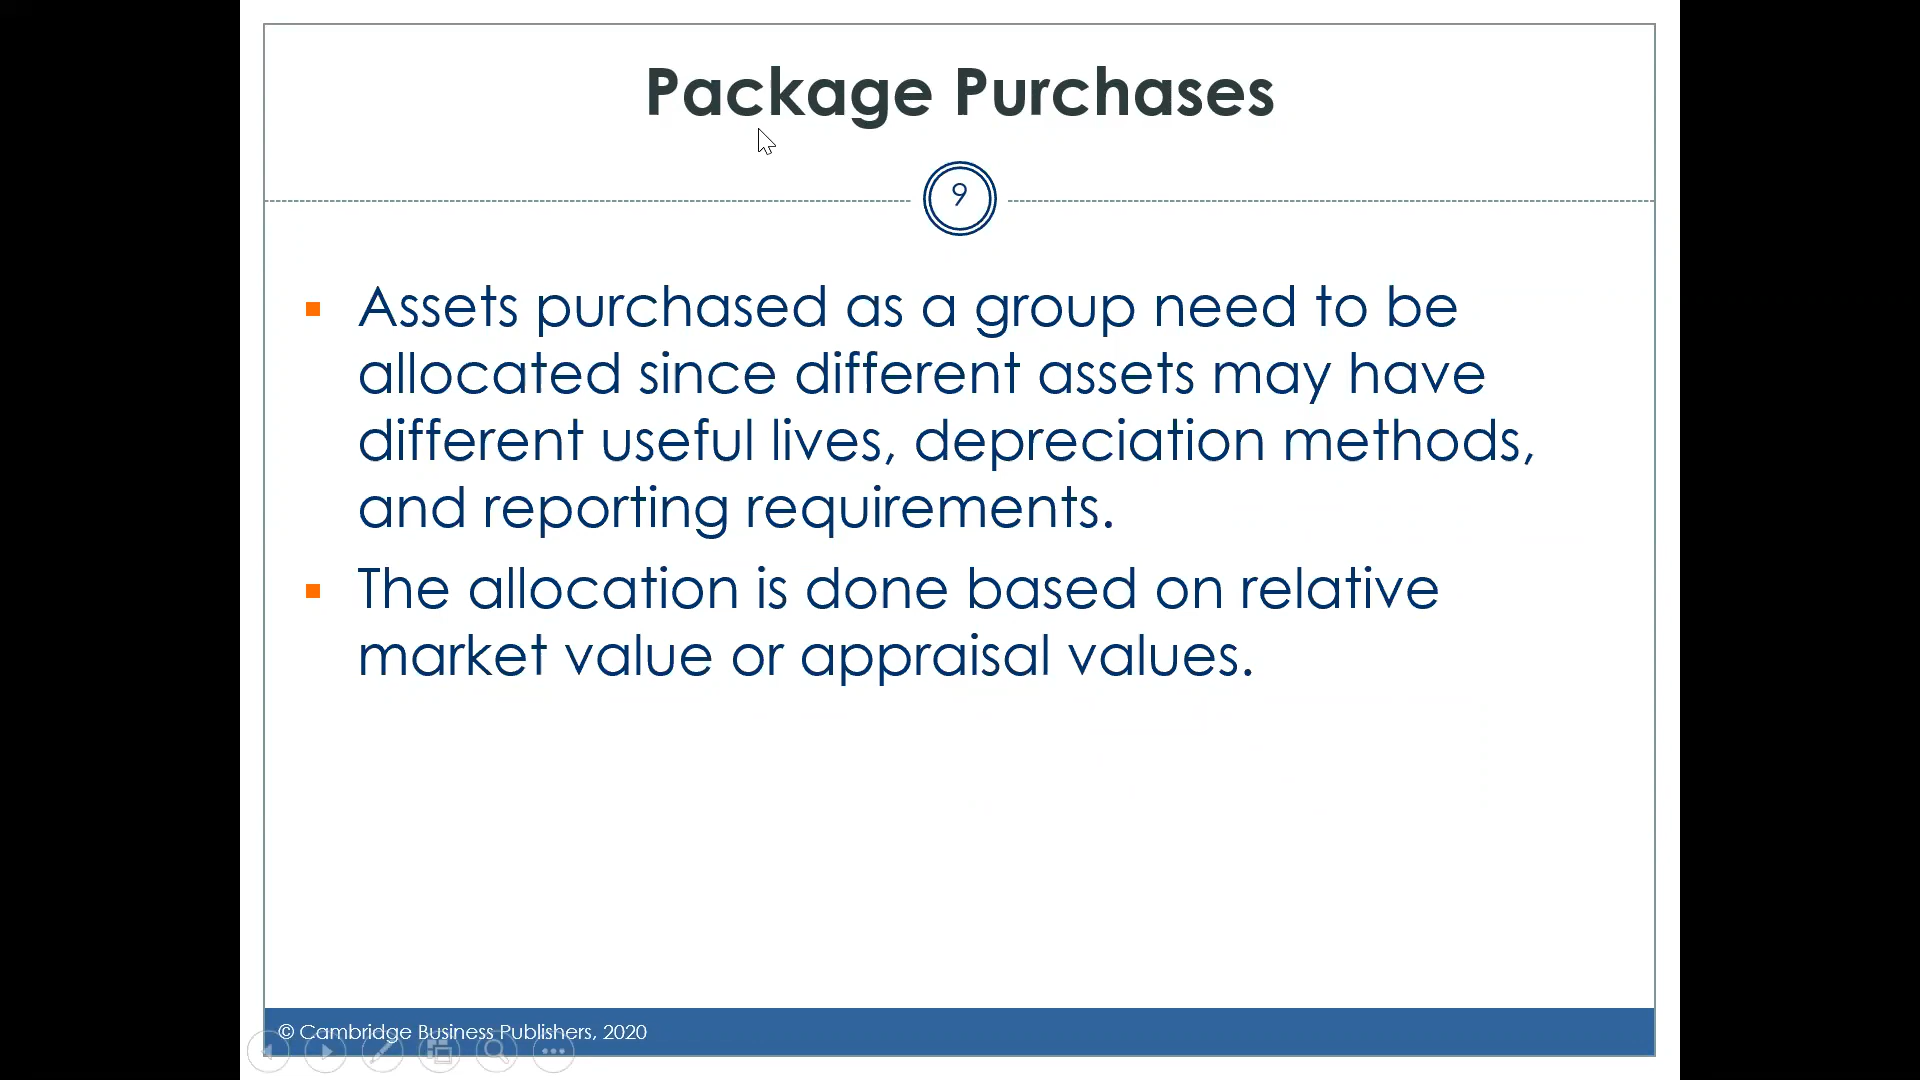 Package Purchases
9
Assets purchased as a group need to be
allocated since different assets may have
different useful lives, depreciation methods,
and reporting requirements.
The allocation is done based on relative
market value or appraisal values.
© Cambridge Business Publishers, 2020